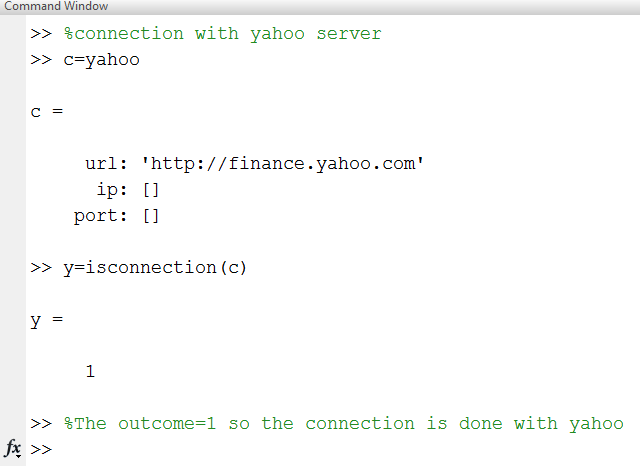 Command Window
>> %connection with yahoo server
>> c=yahoo
c =
url: 'http://finance.yahoo.com'
ip: []
port: []
>> y=isconnection(c)
y =
1
>> %The outcome=1 so the connection is done with yahoo
fx >>